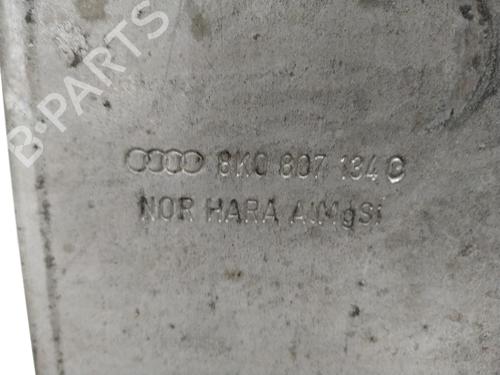 B-PARTS
8K0 807 134 C
NOR HARA AlMgSi